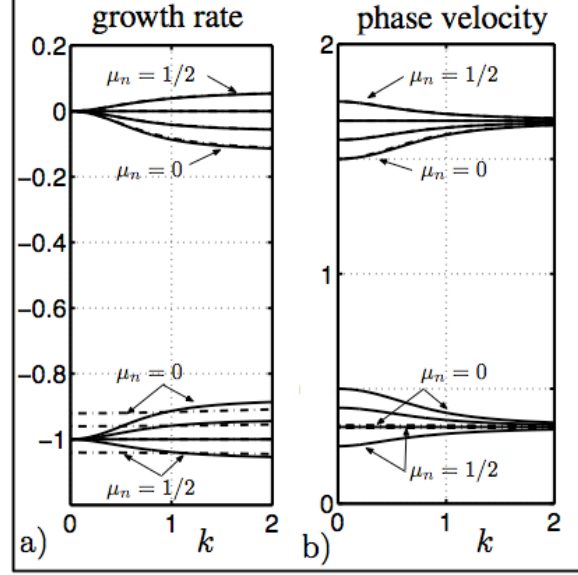 growth rate
phase velocity
0.2
0
−0.2
−0.4
−0.6
−0.8
−1
μn = 1/2
μn = 0
μn = 0
μn = 1/2
0
1
2
a)
k
2
1
0
μn = 1/2
μn = 0
μn = 0
μn = 1/2
0
1
2
b)
k